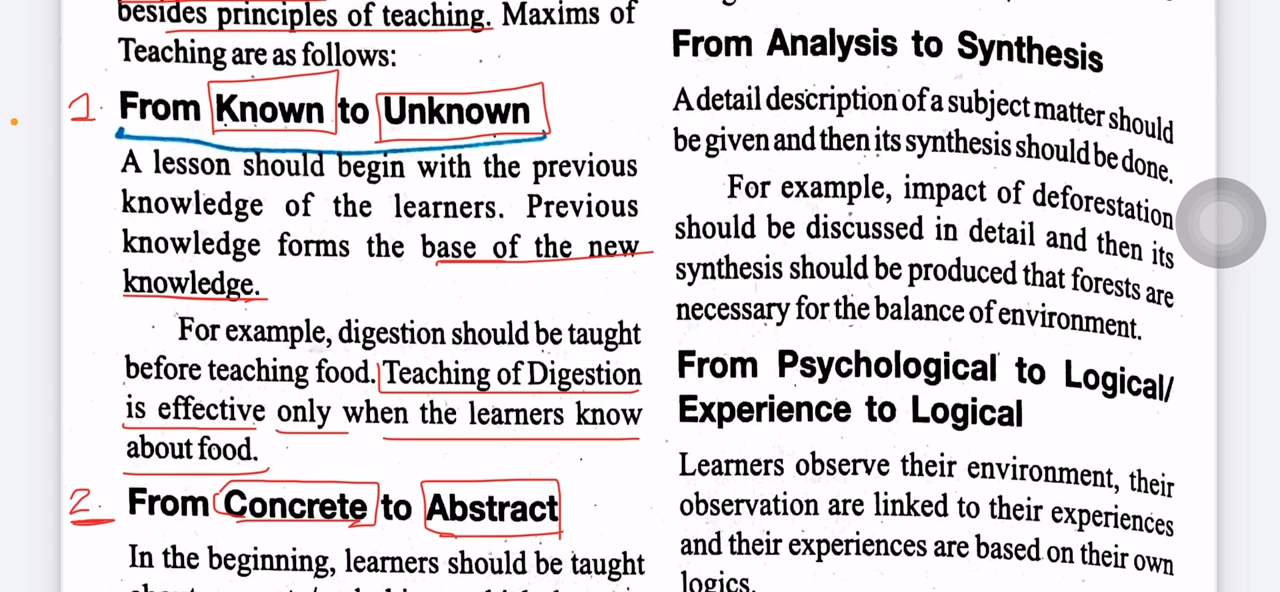 besides principles of teaching. Maxims of
Teaching are as follows:
1. From Known to Unknown
A lesson should begin with the previous
knowledge of the learners. Previous
knowledge forms the base of the new
knowledge.
For example, digestion should be taught
before teaching food. Teaching of Digestion
is effective only when the learners know
about food.
2. From Concrete to Abstract
In the beginning, learners should be taught
From Analysis to Synthesis
A detail description of a subject matter should
be given and then its synthesis should be done.
For example, impact of deforestation
should be discussed in detail and then its
synthesis should be produced that forests are
necessary for the balance of environment.
From Psychological to Logical/
Experience to Logical
Learners observe their environment, their
observation are linked to their experiences
and their experiences are based on their own
logics.